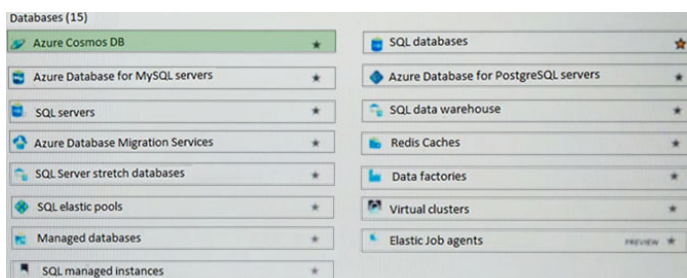 Databases (15)
Azure Cosmos DB
SQL databases
Azure Database for MySQL servers
Azure Database for PostgreSQL servers
SQL servers
SQL data warehouse
Azure Database Migration Services
Redis Caches
SQL Server stretch databases
Data factories
SQL elastic pools
Virtual clusters
Managed databases
Elastic Job agents PREVIEW
SQL managed instances